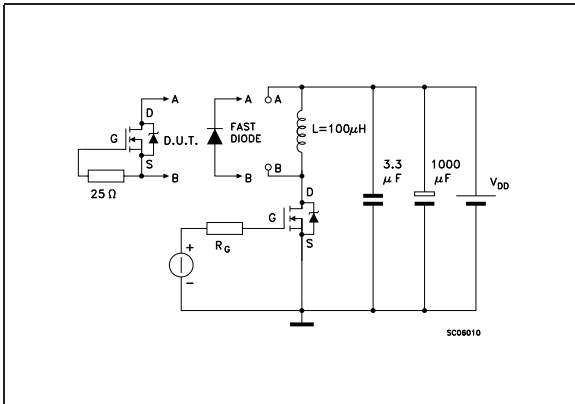 A
A
A
D
G
D.U.T.
FAST
DIODE
L=100μH
S
B
B
B
25 Ω
3.3
μF
1000
μF
VDD
D
G
S
RG
+
-
SC06010